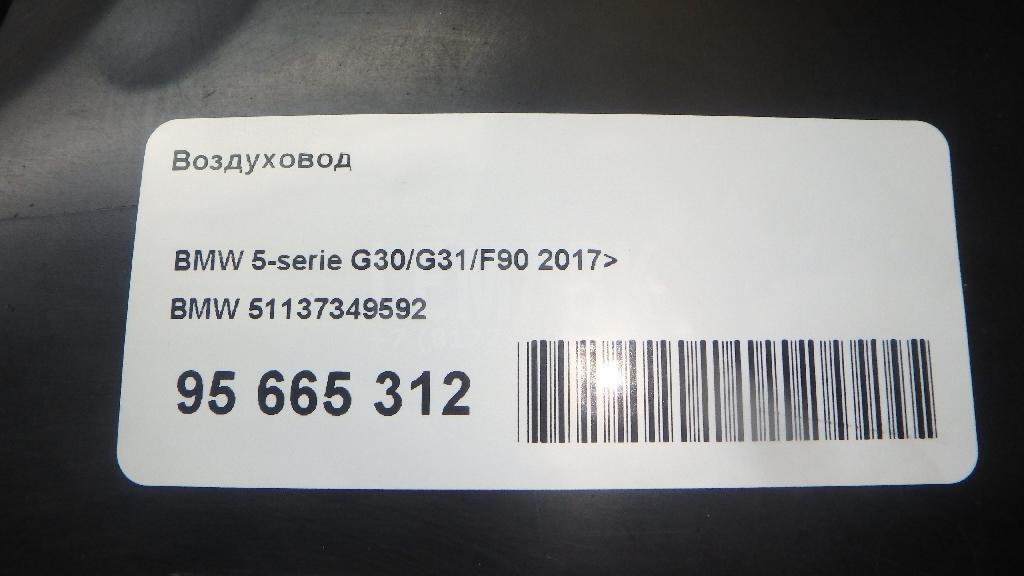 Воздуховод
BMW 5-serie G30/G31/F90 2017>
BMW 51137349592
95 665 312